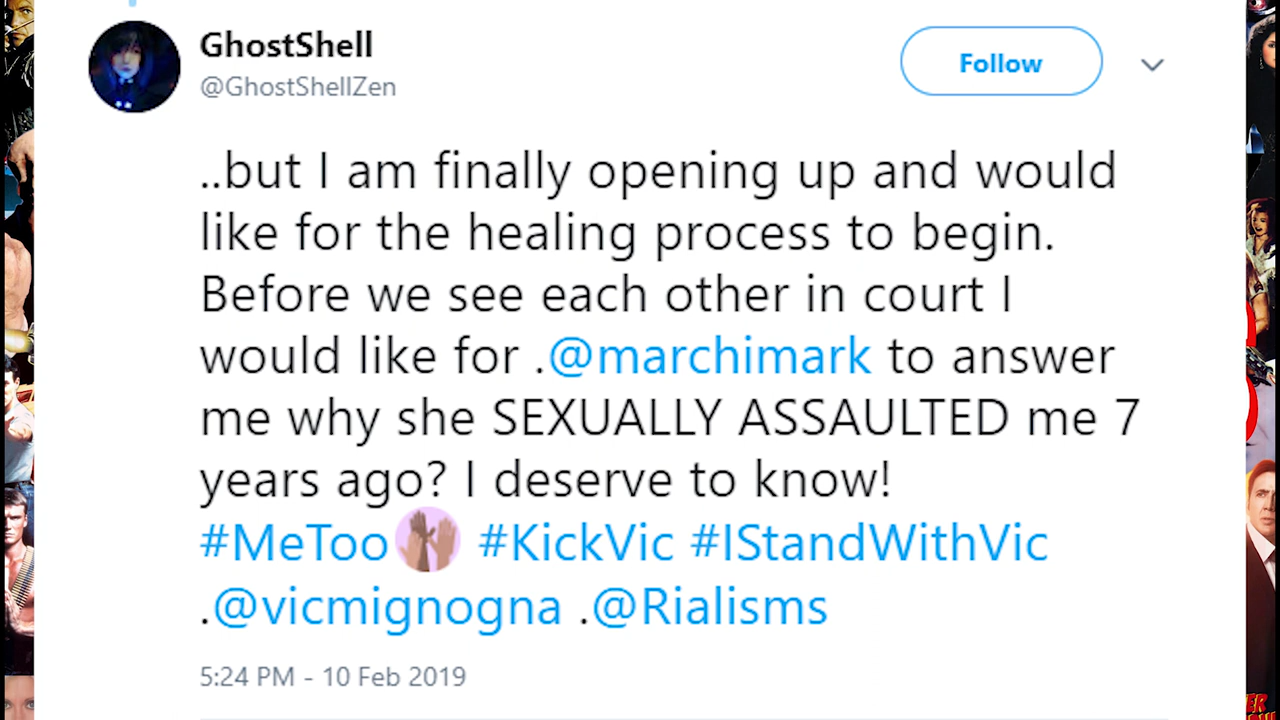 GhostShell
@GhostShellZen
Follow
..but I am finally opening up and would
like for the healing process to begin.
Before we see each other in court I
would like for .@marchimark to answer
me why she SEXUALLY ASSAULTED me 7
years ago? I deserve to know!
#MeToo #KickVic #IStandWithVic
.@vicmignogna .@Rialisms
5:24 PM - 10 Feb 2019